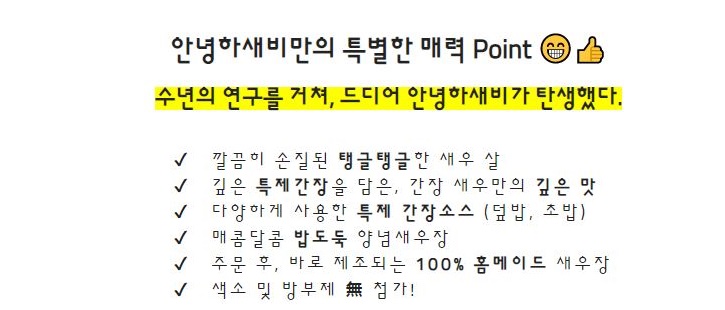 안녕하새비만의 특별한 매력 Point 😁👍
수년의 연구를 거쳐, 드디어 안녕하새비가 탄생했다.
✓ 깔끔히 손질된 탱글탱글한 새우 살
✓ 깊은 특제간장을 담은, 간장 새우만의 깊은 맛
✓ 다양하게 사용한 특제 간장소스 (덮밥, 초밥)
✓ 매콤달콤 밥도둑 양념새우장
✓ 주문 후, 바로 제조되는 100% 홈메이드 새우장
✓ 색소 및 방부제 無 첨가!